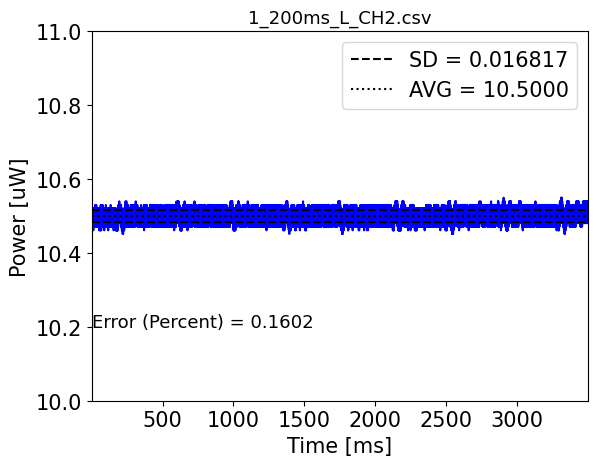 1_200ms_L_CH2.csv
11.0
SD = 0.016817
AVG = 10.5000
10.8
10.6
Power [uW]
10.4
Error (Percent) = 0.1602
10.2
10.0
500 1000 1500 2000 2500 3000
Time [ms]